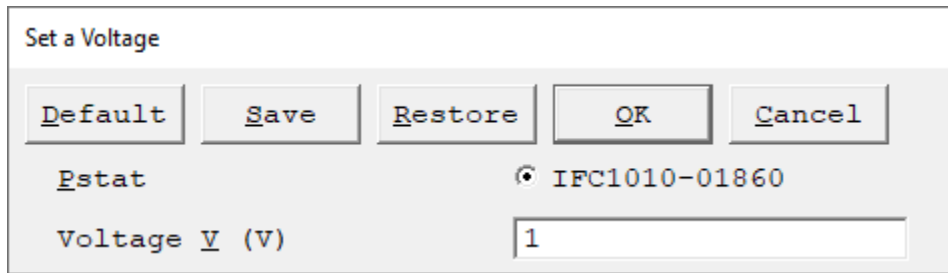 Set a Voltage
Default Save Restore OK Cancel
Pstat IFC1010-01860
Voltage V (V) 1